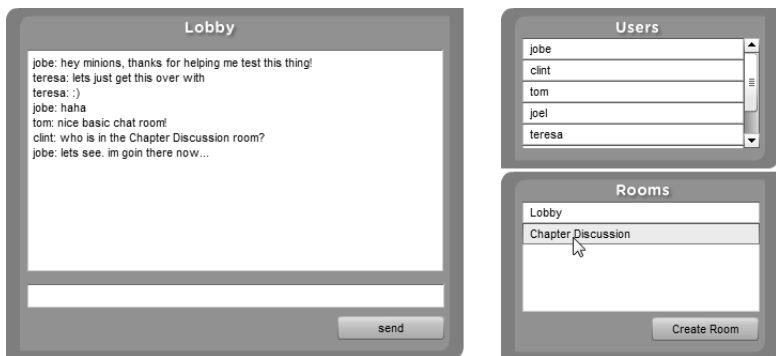 Lobby
jobe: hey minions, thanks for helping me test this thing!
teresa: lets just get this over with
teresa: :)
jobe: haha
tom: nice basic chat room!
clint: who is in the Chapter Discussion room?
jobe: lets see. im goin there now...
send
Users
jobe
clint
tom
joel
teresa
Rooms
Lobby
Chapter Discussion
Create Room